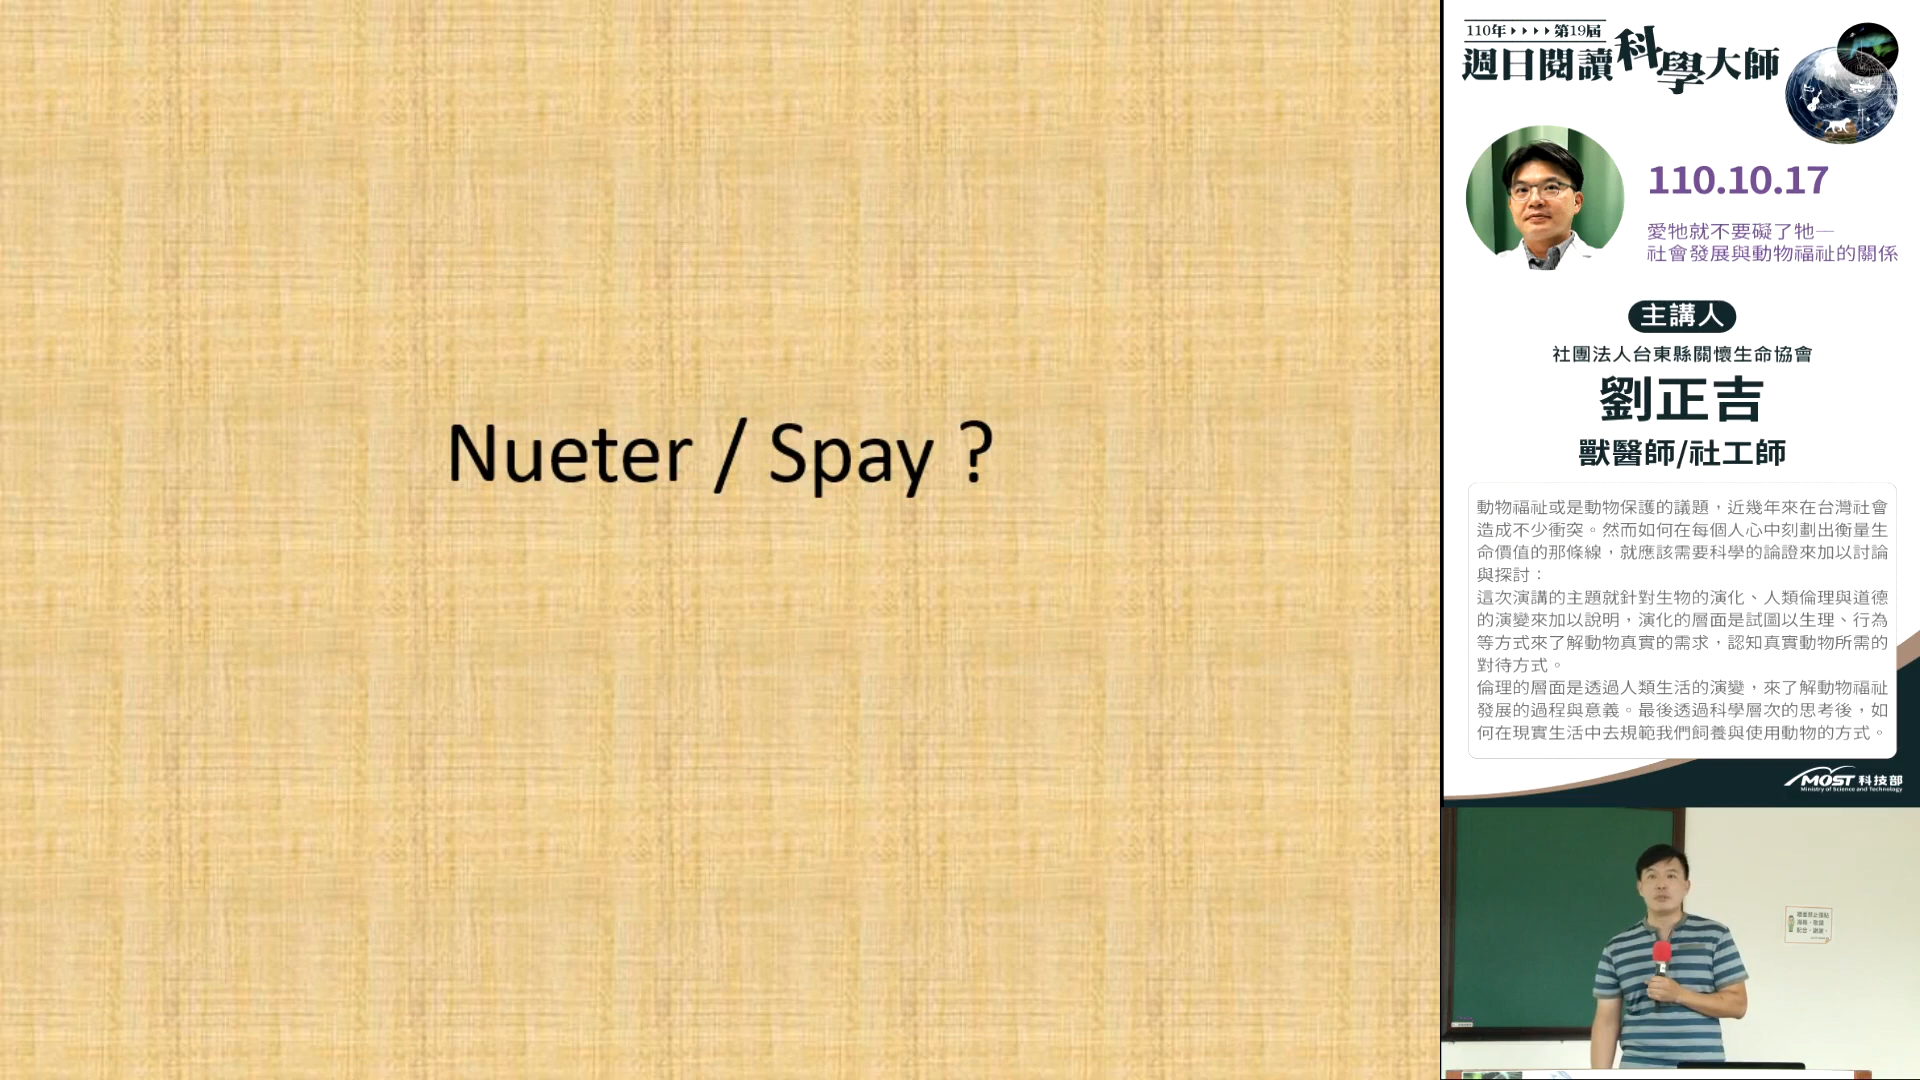 Nueter / Spay ?
110年 第19屆
週日閱讀科學大師
110.10.17
愛牠就不要礙了牠—
社會發展與動物福祉的關係
主講人
社團法人台東縣關懷生命協會
劉正吉
獸醫師/社工師
動物福祉或是動物保護的議題，近幾年來在台灣社會
造成不少衝突。然而如何在每個人心中刻劃出衡量生
命價值的那條線，就應該需要科學的論證來加以討論
與探討：
這次演講的主題就針對生物的演化、人類倫理與道德
的演變來加以說明，演化的層面是試圖以生理、行為
等方式來了解動物真實的需求，認知真實動物所需的
對待方式。
倫理的層面是透過人類生活的演變，來了解動物福祉
發展的過程與意義。最後透過科學層次的思考後，如
何在現實生活中去規範我們飼養與使用動物的方式。
MOST 科技部
Ministry of Science and Technology